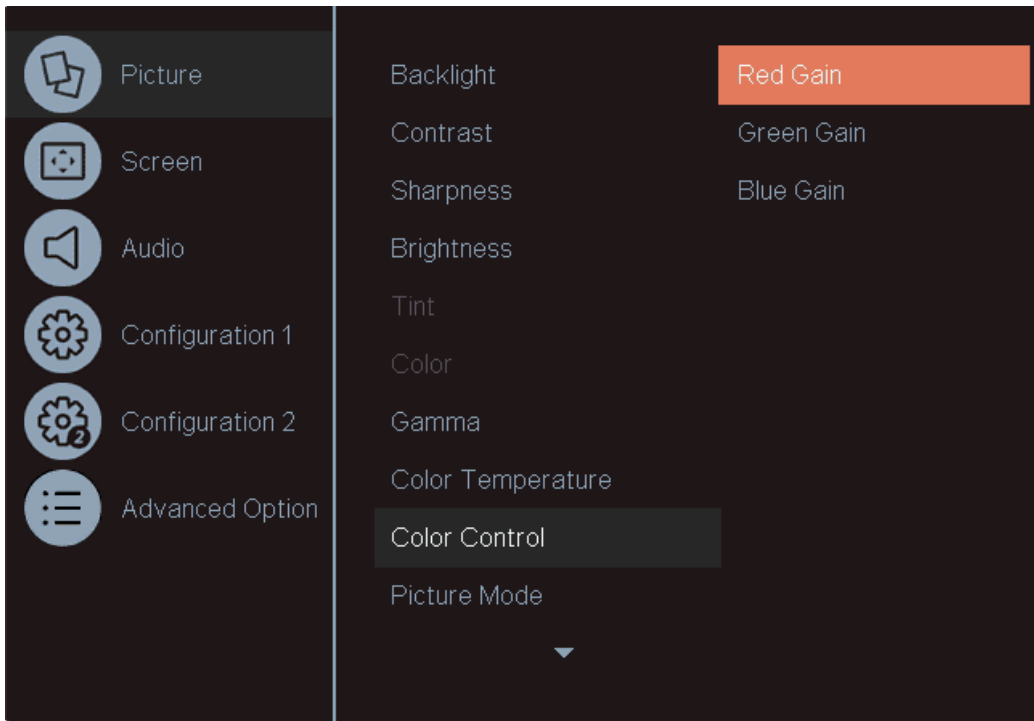 Picture
Screen
Audio
Configuration 1
Configuration 2
2
Advanced Option
Backlight
Contrast
Sharpness
Brightness
Tint
Color
Gamma
Color Temperature
Color Control
Picture Mode
Red Gain
Green Gain
Blue Gain